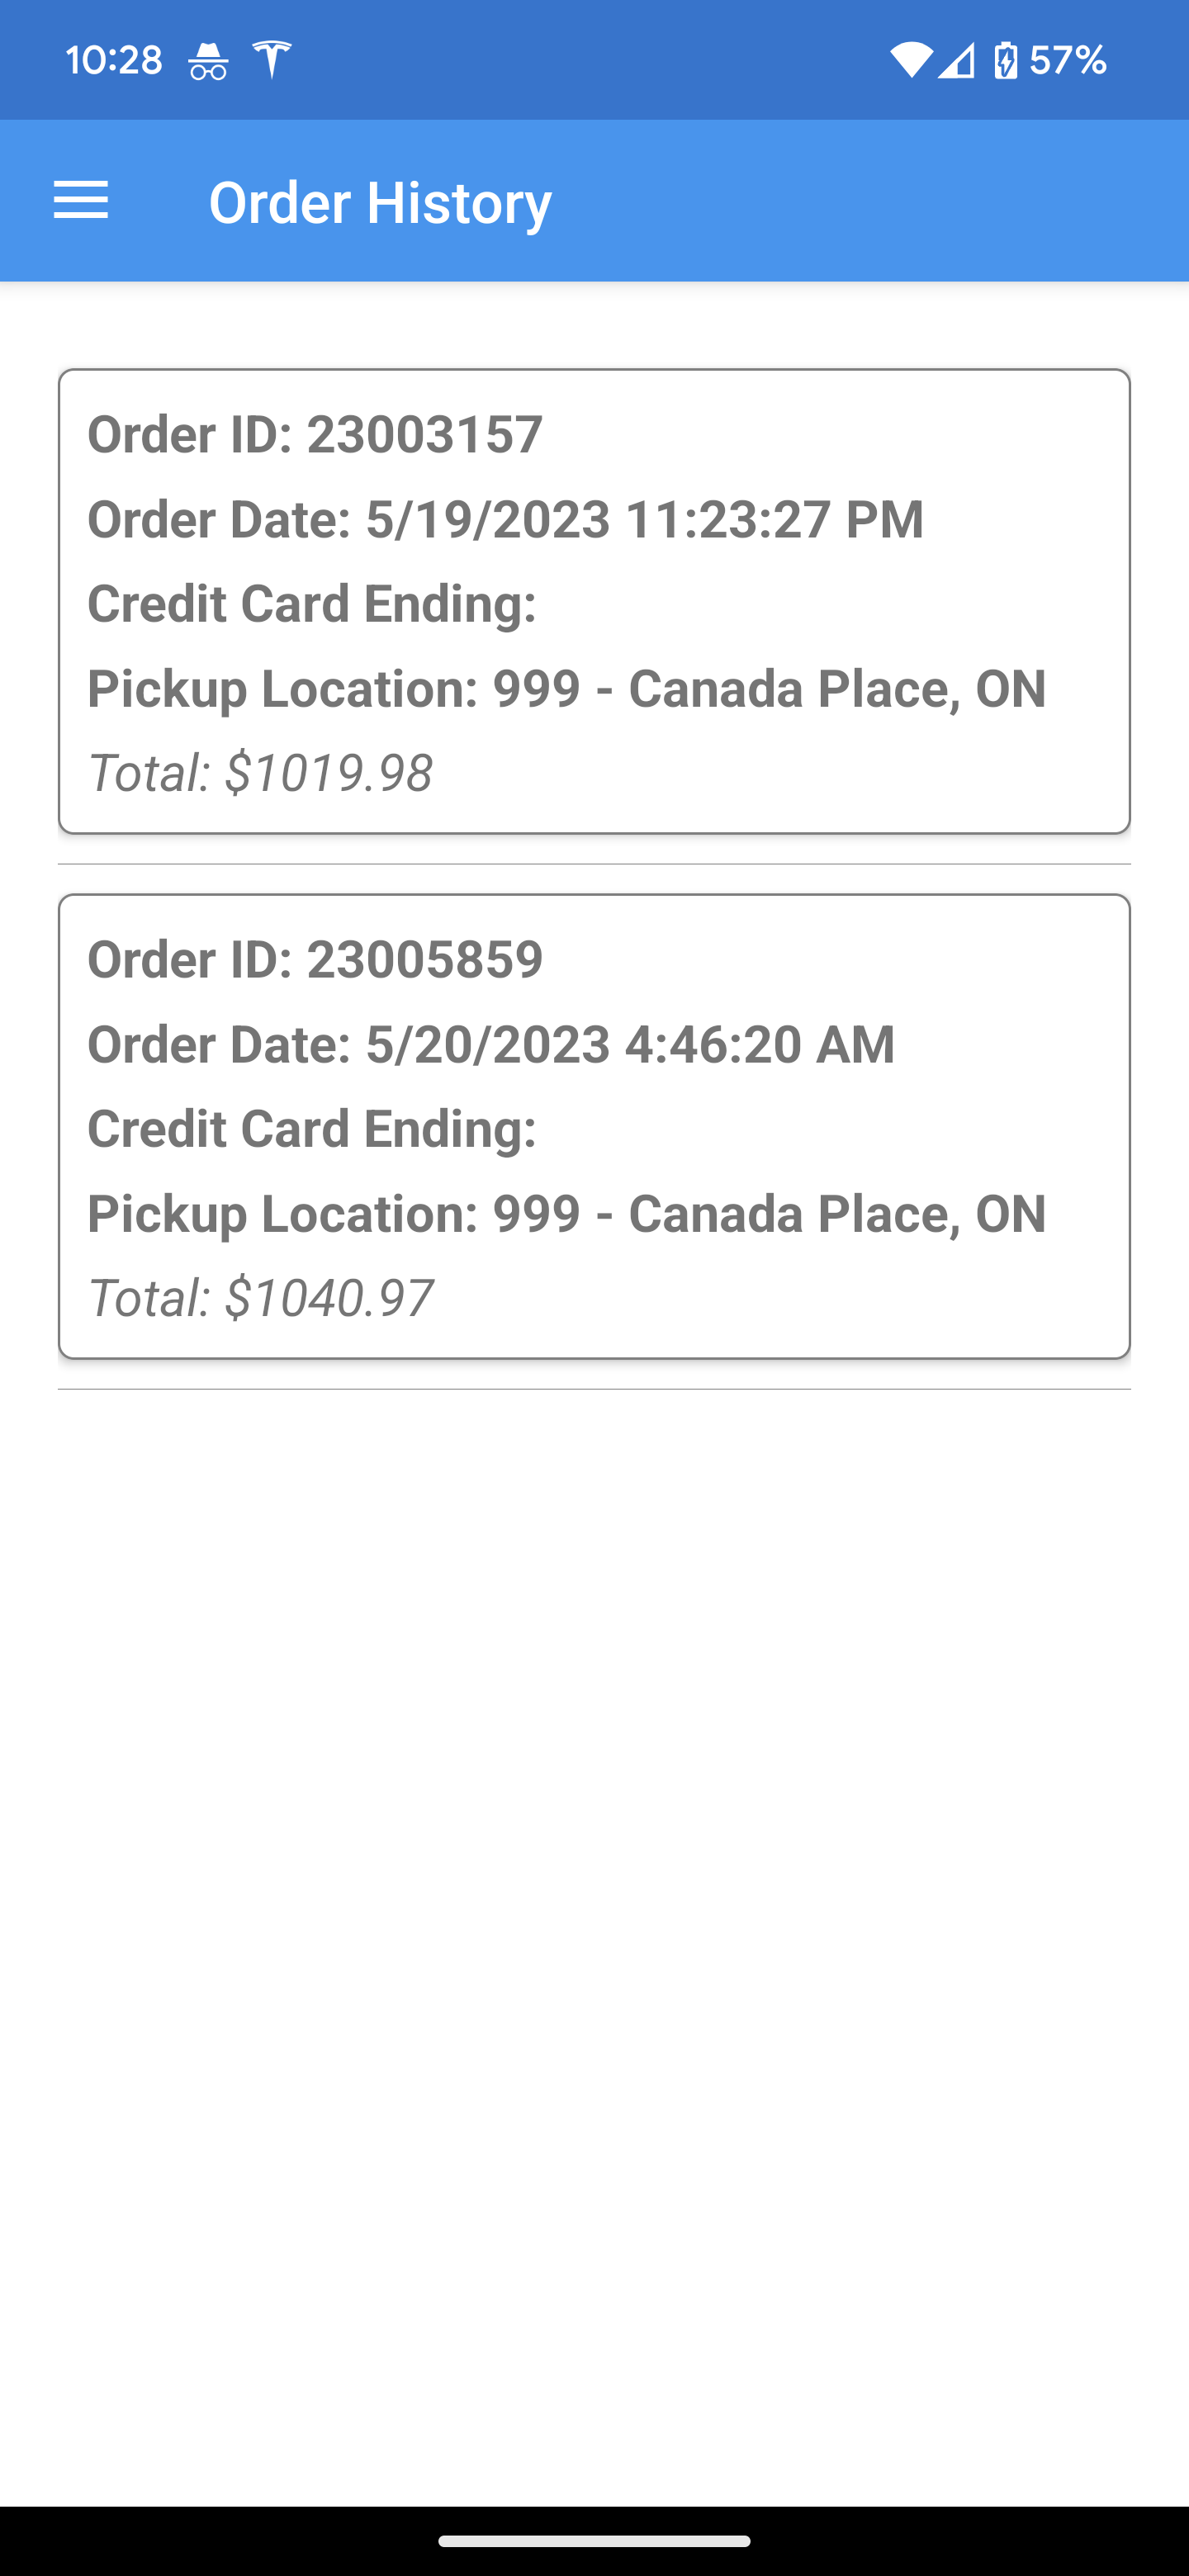 10:28 57%
Order History
Order ID: 23003157
Order Date: 5/19/2023 11:23:27 PM
Credit Card Ending:
Pickup Location: 999 - Canada Place, ON
Total: $1019.98
Order ID: 23005859
Order Date: 5/20/2023 4:46:20 AM
Credit Card Ending:
Pickup Location: 999 - Canada Place, ON
Total: $1040.97